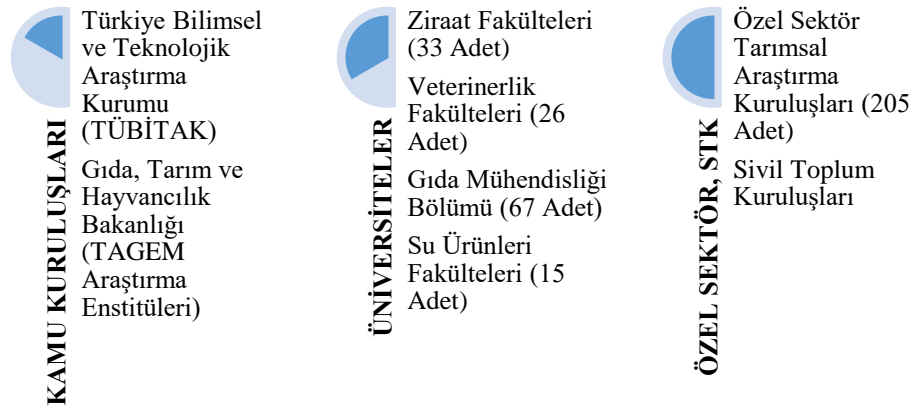 KAMU KURULUŞLARI
Türkiye Bilimsel
ve Teknolojik
Araştırma
Kurumu
(TÜBİTAK)
Gıda, Tarım ve
Hayvancılık
Bakanlığı
(TAGEM
Araştırma
Enstitüleri)
ÜNİVERSİTELER
Ziraat Fakülteleri
(33 Adet)
Veterinerlik
Fakülteleri (26
Adet)
Gıda Mühendisliği
Bölümü (67 Adet)
Su Ürünleri
Fakülteleri (15
Adet)
ÖZEL SEKTÖR, STK
Özel Sektör
Tarımsal
Araştırma
Kuruluşları (205
Adet)
Sivil Toplum
Kuruluşları